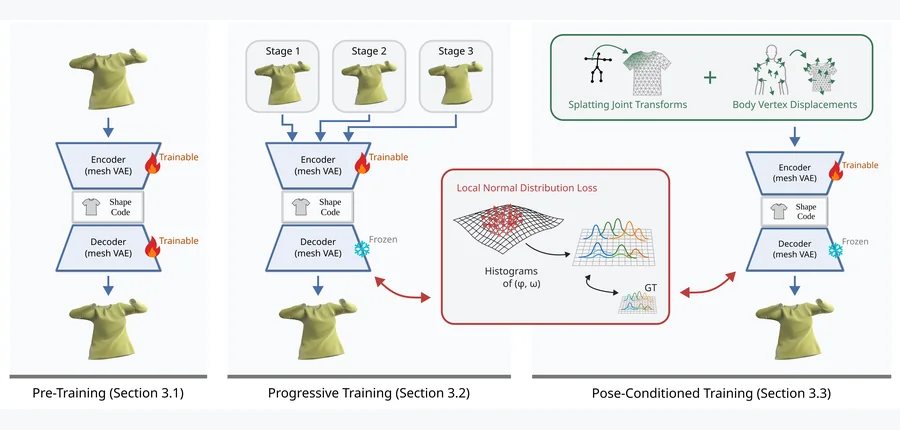 Encoder
(mesh VAE)
Trainable
Shape
Code
Decoder
(mesh VAE)
Trainable
Pre-Training (Section 3.1)
Stage 1
Stage 2
Stage 3
Encoder
(mesh VAE)
Trainable
Shape
Code
Decoder
(mesh VAE)
Frozen
Progressive Training (Section 3.2)
Local Normal Distribution Loss
Histograms
of (φ, ω)
GT
Splatting Joint Transforms
+
Body Vertex Displacements
Encoder
(mesh VAE)
Trainable
Shape
Code
Decoder
(mesh VAE)
Frozen
Pose-Conditioned Training (Section 3.3)